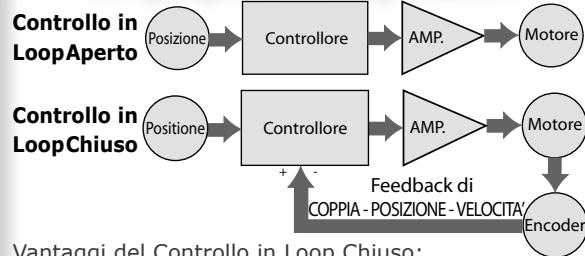 Controllo in
LoopAperto
Posizione
Controllore
AMP.
Motore
Controllo in
LoopChiuso
Positione
Controllore
AMP.
Motore
+ -
Feedback di
COPPIA - POSIZIONE - VELOCITA'
Encoder
Vantaggi del Controllo in Loop Chiuso: